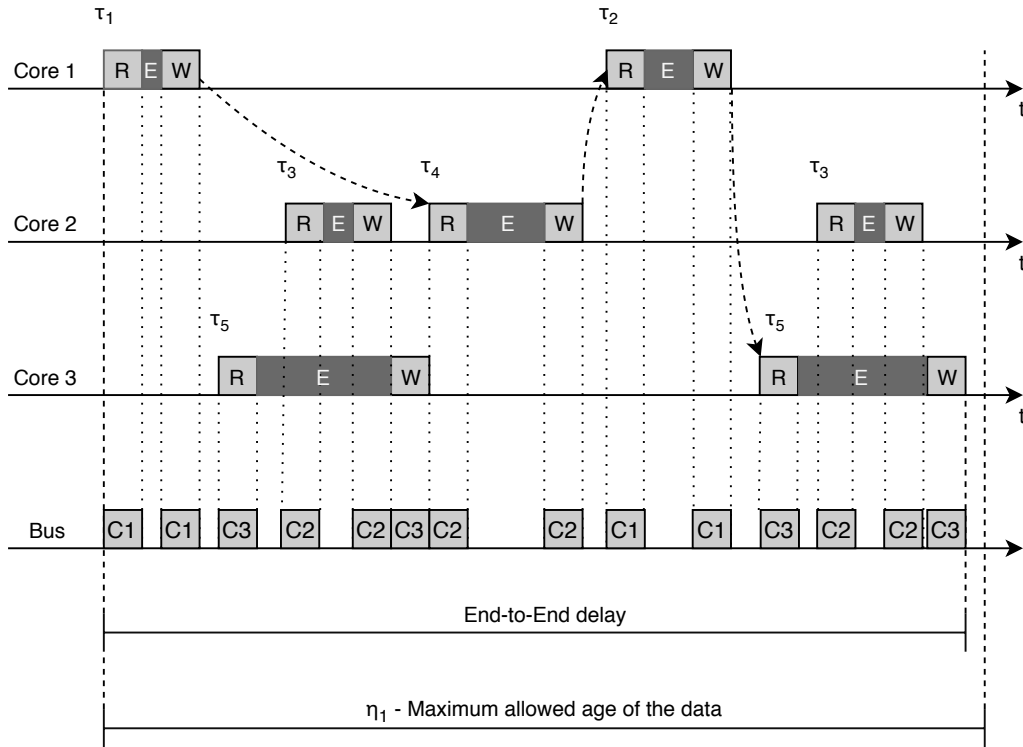 τ1 τ2
Core 1 R E W R E W
t
τ3 τ4 τ3
Core 2 R E W R E W R E W
t
τ5 τ5
Core 3 R E W R E W
t
Bus C1 C1 C3 C2 C2 C3 C2 C2 C1 C1 C3 C2 C2 C3
End-to-End delay
η1 - Maximum allowed age of the data